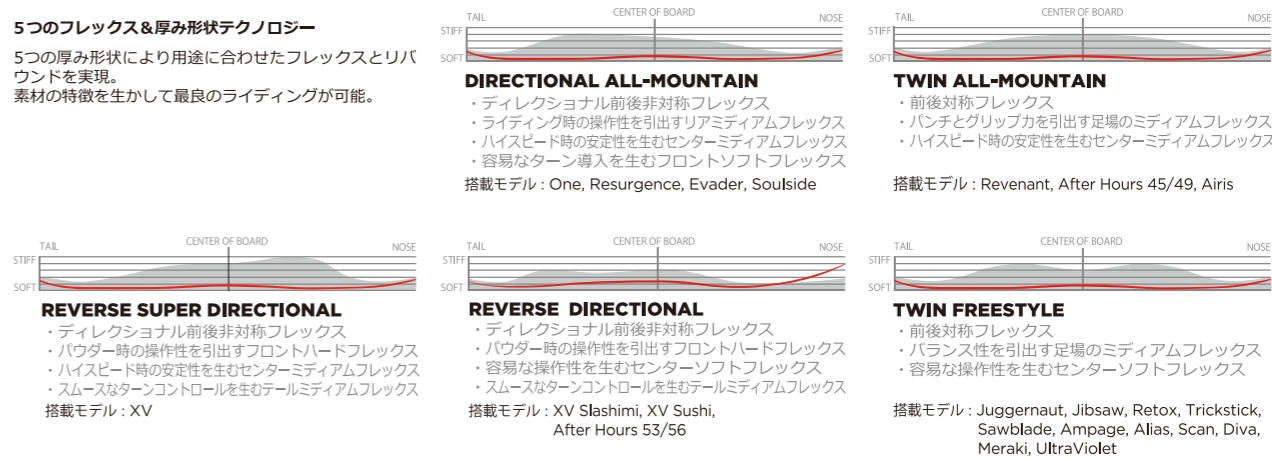 5つのフレックス&厚み形状テクノロジー
5つの厚み形状により用途に合わせたフレックスとリバ
ウンドを実現。
素材の特徴を生かして最良のライディングが可能。
TAIL CENTER OF BOARD NOSE
STIFF
SOFT
DIRECTIONAL ALL-MOUNTAIN
・ディレクショナル前後非対称フレックス
・ライディング時の操作性を引出すリアミディアムフレックス
・ハイスピード時の安定性を生むセンターミディアムフレックス
・容易なターン導入を生むフロントソフトフレックス
搭載モデル : One, Resurgence, Evader, Soulside
TAIL CENTER OF BOARD NOSE
STIFF
SOFT
TWIN ALL-MOUNTAIN
・前後対称フレックス
・パンチとグリップ力を引出す足場のミディアムフレックス
・ハイスピード時の安定性を生むセンターミディアムフレックス
搭載モデル : Revenant, After Hours 45/49, Airis
TAIL CENTER OF BOARD NOSE
STIFF
SOFT
REVERSE SUPER DIRECTIONAL
・ディレクショナル前後非対称フレックス
・パウダー時の操作性を引出すフロントハードフレックス
・ハイスピード時の安定性を生むセンターミディアムフレックス
・スムースなターンコントロールを生むテールミディアムフレックス
搭載モデル : XV
TAIL CENTER OF BOARD NOSE
STIFF
SOFT
REVERSE DIRECTIONAL
・ディレクショナル前後非対称フレックス
・パウダー時の操作性を引出すフロントハードフレックス
・容易な操作性を生むセンターソフトフレックス
・スムースなターンコントロールを生むテールミディアムフレックス
搭載モデル : XV Slashimi, XV Sushi,
After Hours 53/56
TAIL CENTER OF BOARD NOSE
STIFF
SOFT
TWIN FREESTYLE
・前後対称フレックス
・バランス性を引出す足場のミディアムフレックス
・容易な操作性を生むセンターソフトフレックス
搭載モデル : Juggernaut, Jibsaw, Retox, Trickstick,
Sawblade, Ampage, Alias, Scan, Diva,
Meraki, UltraViolet